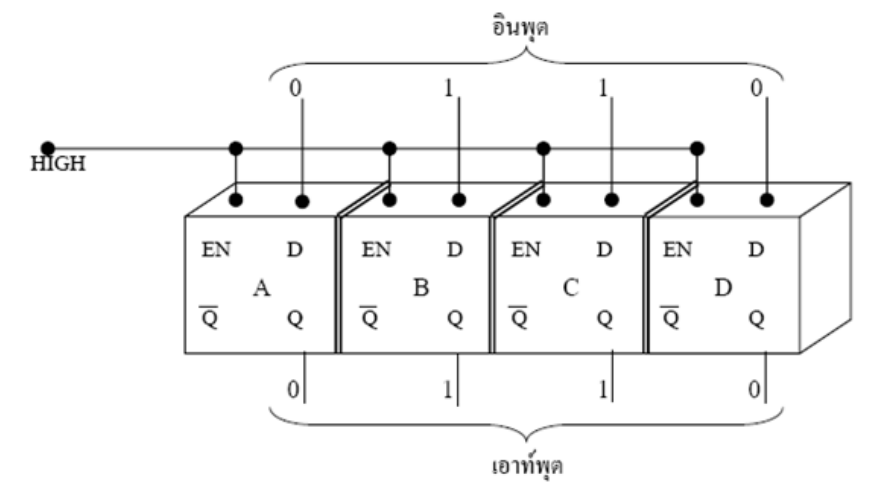 อินพุต
0 1 1 0
HIGH
EN D EN D EN D EN D
A B C D
Q̅ Q Q̅ Q Q̅ Q Q̅ Q
0 1 1 0
เอาท์พุต